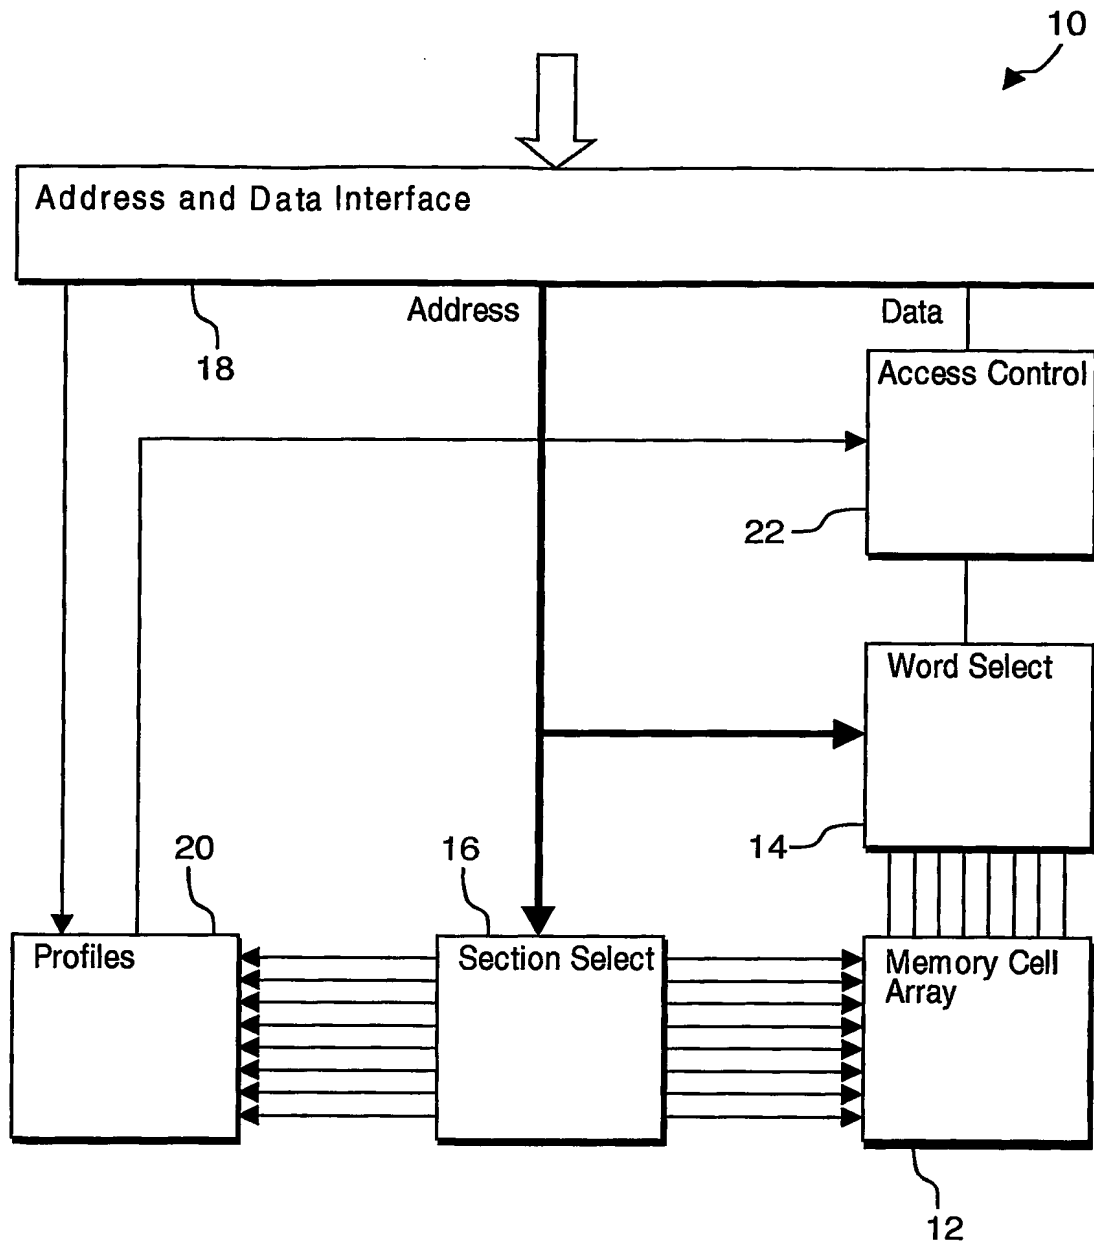 10
Address and Data Interface
Address
Data
18
Access Control
22
Word Select
14
20
16
Profiles
Section Select
Memory Cell
Array
12